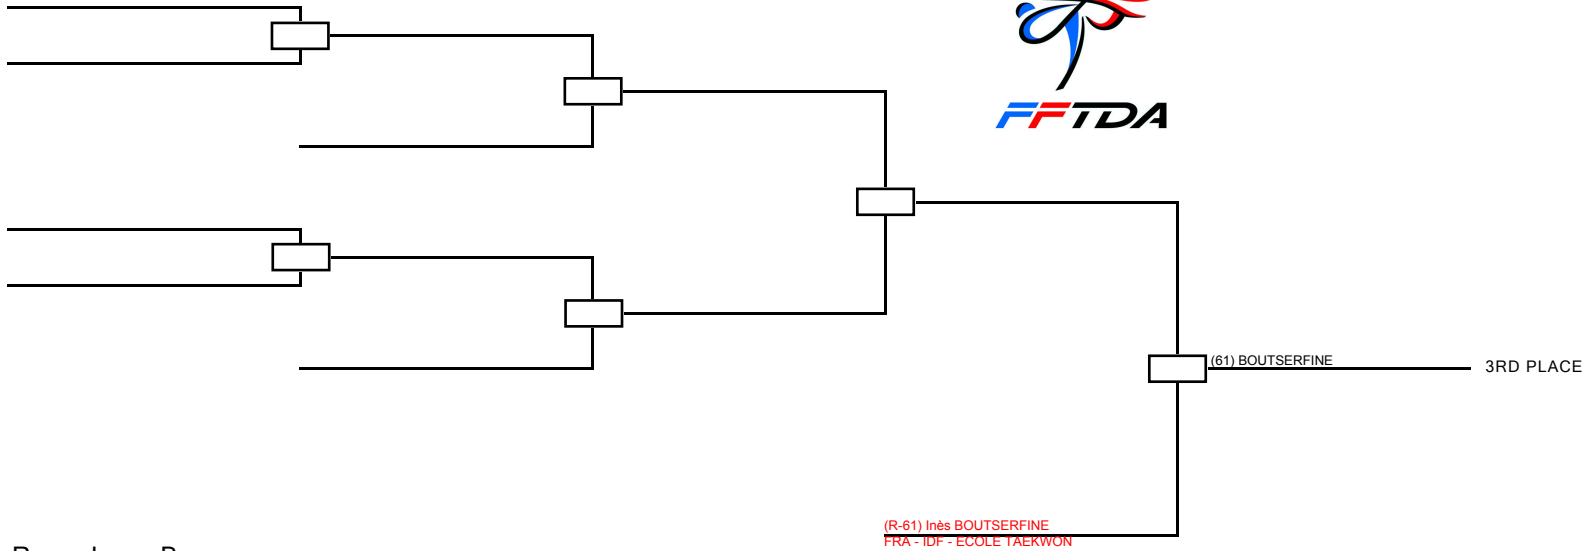 FFTDA
(61) BOUTSERFINE
3RD PLACE
(R-61) Inès BOUTSERFINE
FRA - IDF - ECOLE TAEKWON